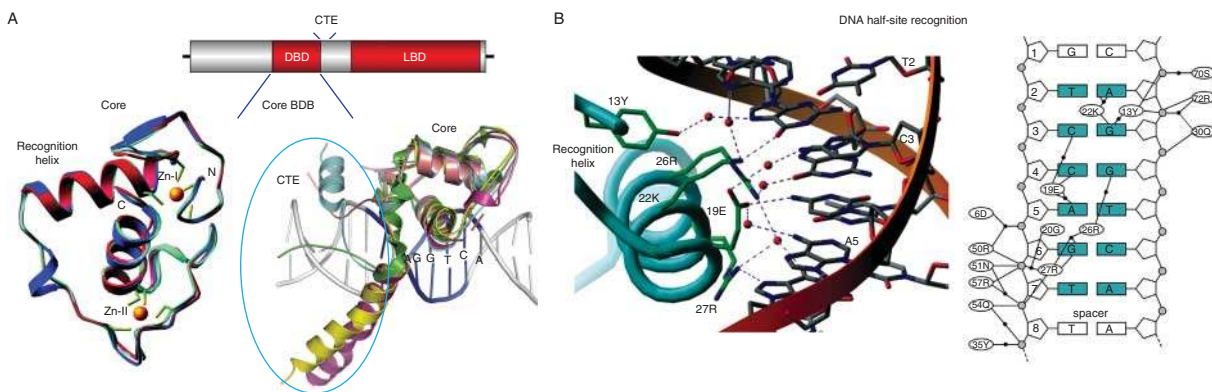 A
CTE
DBD
LBD
Core BDB
Core
Recognition helix
Zn-I
N
C
Zn-II
CTE
Core
A G G T C A
B
DNA half-site recognition
Recognition helix
13Y
26R
22K
19E
27R
T2
C3
A5
1 G C
2 T A
22K 13Y
3 C G
4 C G
19E
5 A T
20G 26R
6 G C
27R
7 T A
spacer
8 T A
70S
72R
30Q
6D
50R
51N
57R
54Q
35Y